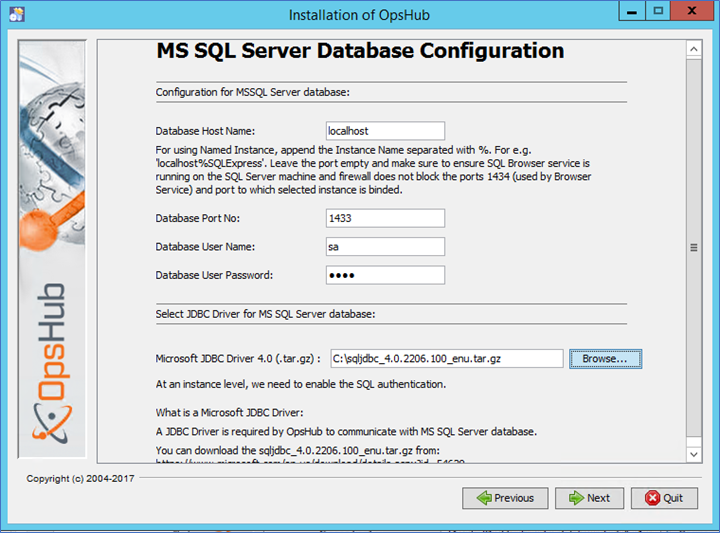 Installation of OpsHub
MS SQL Server Database Configuration
Configuration for MSSQL Server database:
Database Host Name:
localhost
For using Named Instance, append the Instance Name separated with %. For e.g.
'localhost%SQLExpress'. Leave the port empty and make sure to ensure SQL Browser service is
running on the SQL Server machine and firewall does not block the ports 1434 (used by Browser
Service) and port to which selected instance is binded.
Database Port No:
1433
Database User Name:
sa
Database User Password:
••••
Select JDBC Driver for MS SQL Server database:
Microsoft JDBC Driver 4.0 (.tar.gz) :
C:\sqljdbc_4.0.2206.100_enu.tar.gz
Browse...
At an instance level, we need to enable the SQL authentication.
What is a Microsoft JDBC Driver:
A JDBC Driver is required by OpsHub to communicate with MS SQL Server database.
You can download the sqljdbc_4.0.2206.100_enu.tar.gz from:
OpsHub
Copyright (c) 2004-2017
Previous
Next
Quit